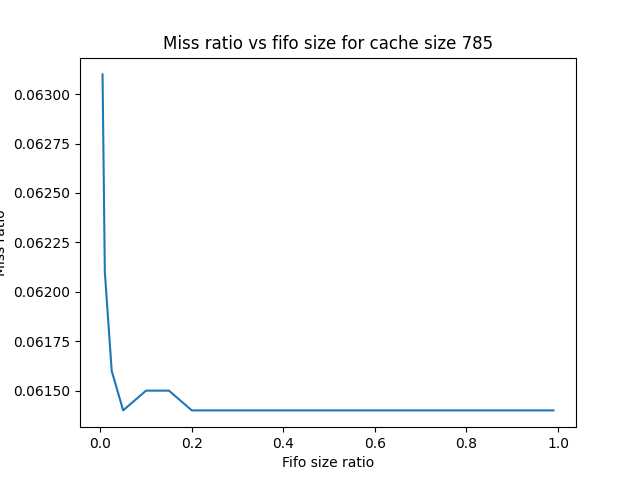 Miss ratio vs fifo size for cache size 785
0.06300
0.06275
0.06250
0.06225
0.06200
0.06175
0.06150
Miss ratio
0.0 0.2 0.4 0.6 0.8 1.0
Fifo size ratio